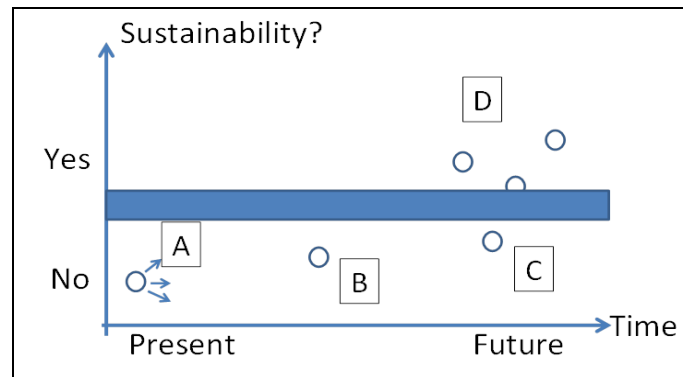 Sustainability?
D
Yes
A
No
B
C
Time
Present
Future